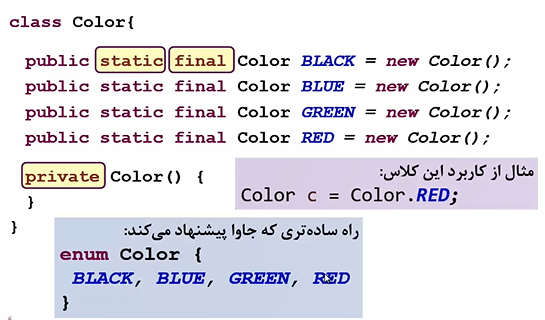 class Color{
public static final Color BLACK = new Color();
public static final Color BLUE = new Color();
public static final Color GREEN = new Color();
public static final Color RED = new Color();
private Color() {
}
}
مثال از کاربرد این کلاس:
Color c = Color.RED;
راه ساده‌تری که جاوا پیشنهاد می‌کند:
enum Color {
BLACK, BLUE, GREEN, RED
}